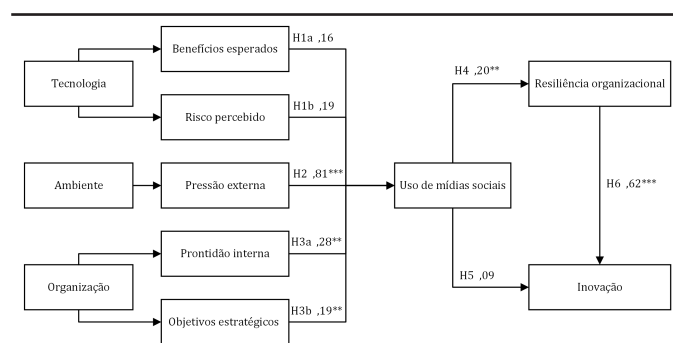 Benefícios esperados
H1a ,16
Tecnologia
Risco percebido
H1b ,19
Ambiente
Pressão externa
H2 ,81***
Uso de mídias sociais
H4 ,20**
Resiliência organizacional
H6 ,62***
Organização
Prontidão interna
H3a ,28**
Objetivos estratégicos
H3b ,19**
H5 ,09
Inovação